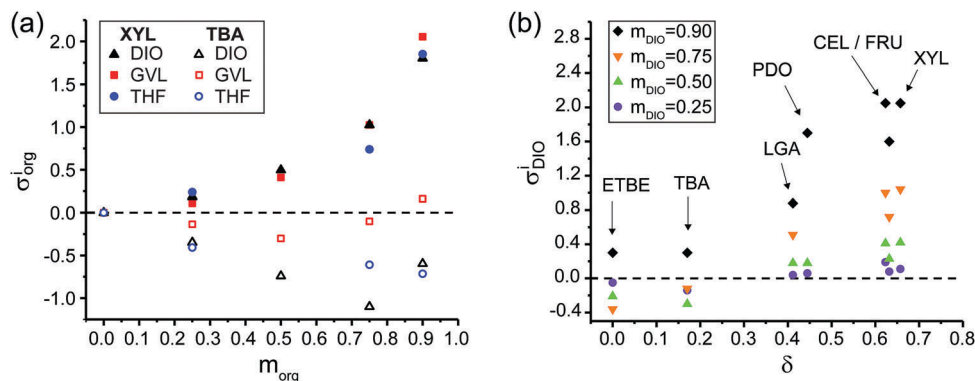 (a)
XYL TBA
DIO DIO
GVL GVL
THF THF
2.0
1.5
1.0
0.5
0.0
-0.5
-1.0
σ^i_org
0.0 0.1 0.2 0.3 0.4 0.5 0.6 0.7 0.8 0.9 1.0
m_org
(b)
m_DIO=0.90
m_DIO=0.75
m_DIO=0.50
m_DIO=0.25
CEL / FRU
XYL
PDO
LGA
ETBE
TBA
2.8
2.4
2.0
1.6
1.2
0.8
0.4
0.0
-0.4
σ^i_DIO
0.0 0.1 0.2 0.3 0.4 0.5 0.6 0.7 0.8
δ